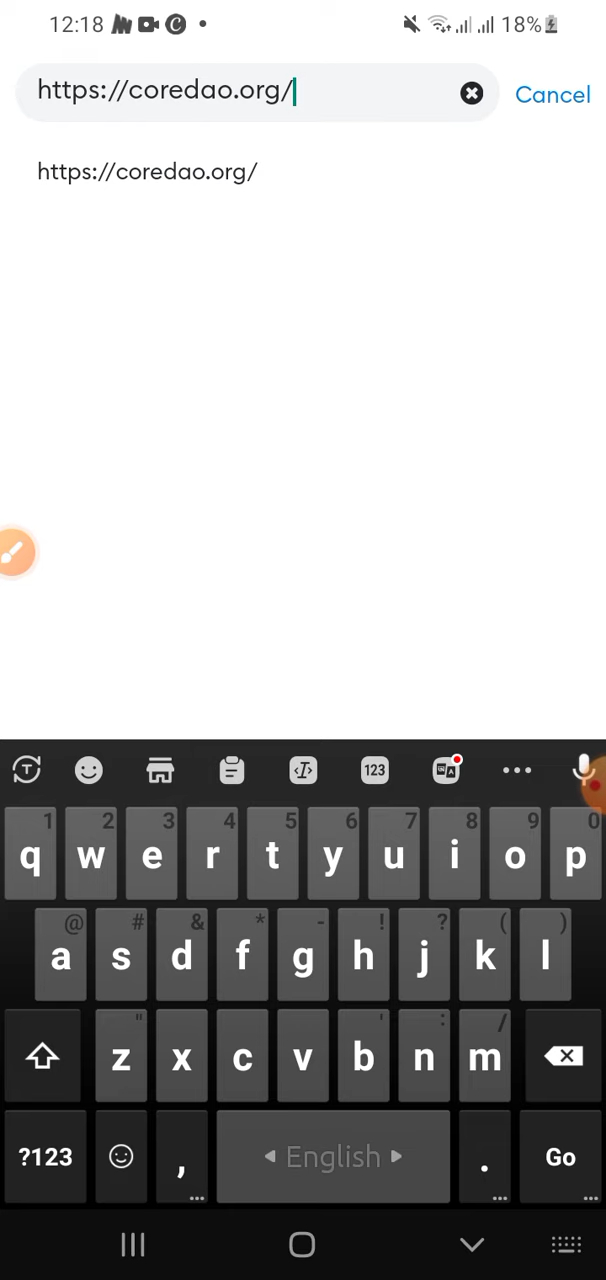 12:18 18%
https://coredao.org/ Cancel
https://coredao.org/
123
1 2 3 4 5 6 7 8 9 0
q w e r t y u i o p
@ # & * - ! ? ( )
a s d f g h j k l
" ' : /
z x c v b n m
?123 , English . Go